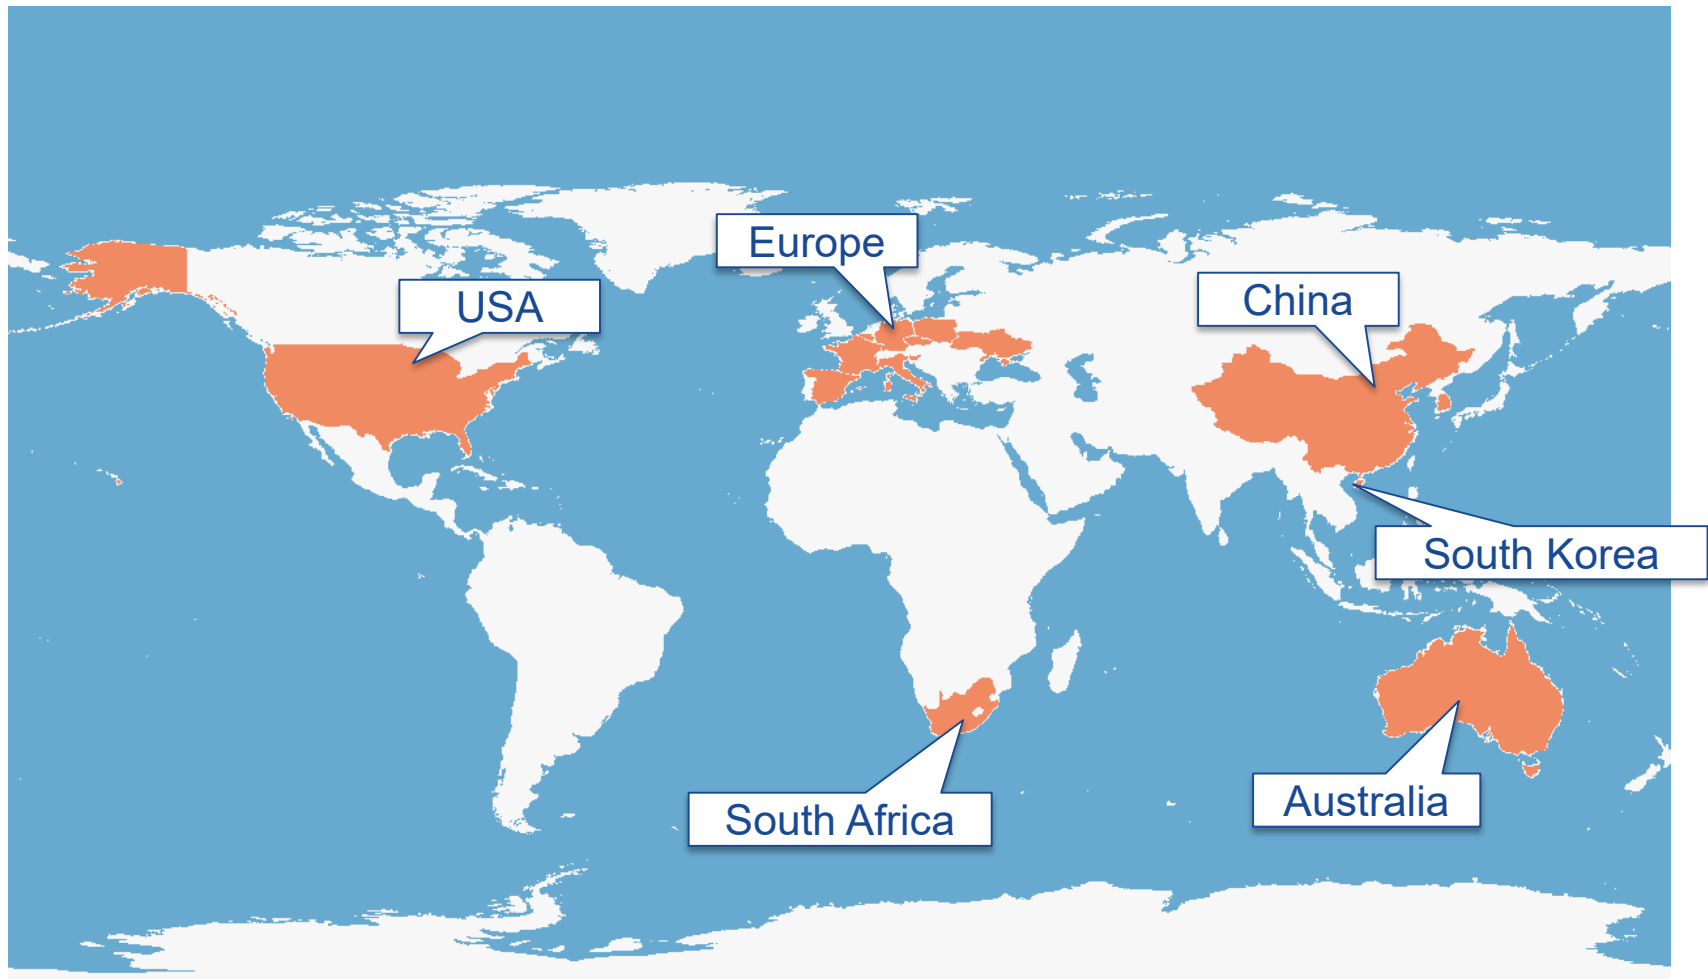 Europe
China
USA
South Korea
Australia
South Africa